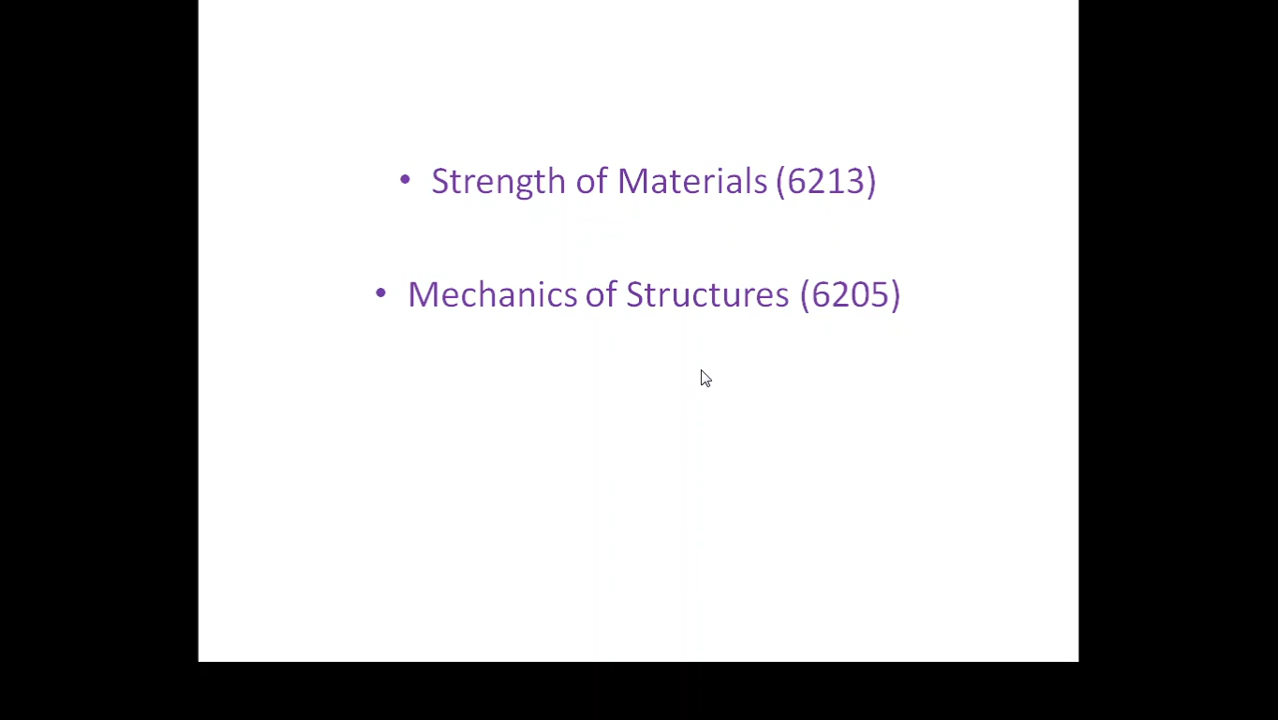 • Strength of Materials (6213)
• Mechanics of Structures (6205)